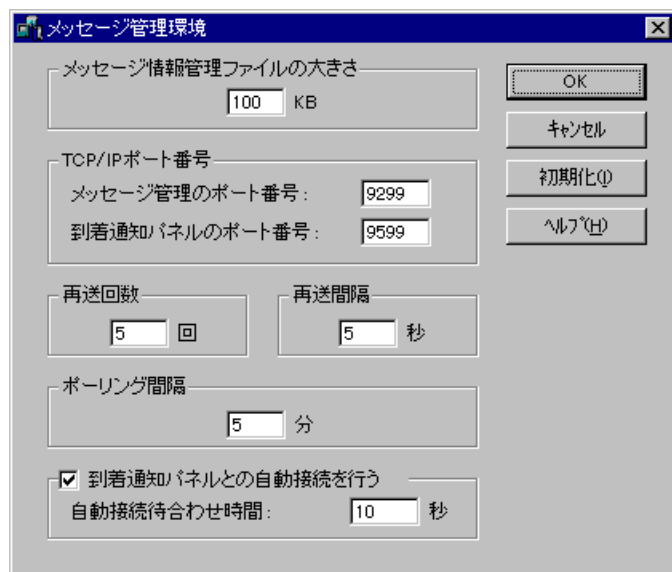 メッセージ管理環境
メッセージ情報管理ファイルの大きさ
100 KB
TCP/IPポート番号
メッセージ管理のポート番号: 9299
到着通知パネルのポート番号: 9599
再送回数
5 回
再送間隔
5 秒
ポーリング間隔
5 分
到着通知パネルとの自動接続を行う
自動接続待合わせ時間: 10 秒
OK
ｷｬﾝｾﾙ
初期化(I)
ﾍﾙﾌﾟ(H)